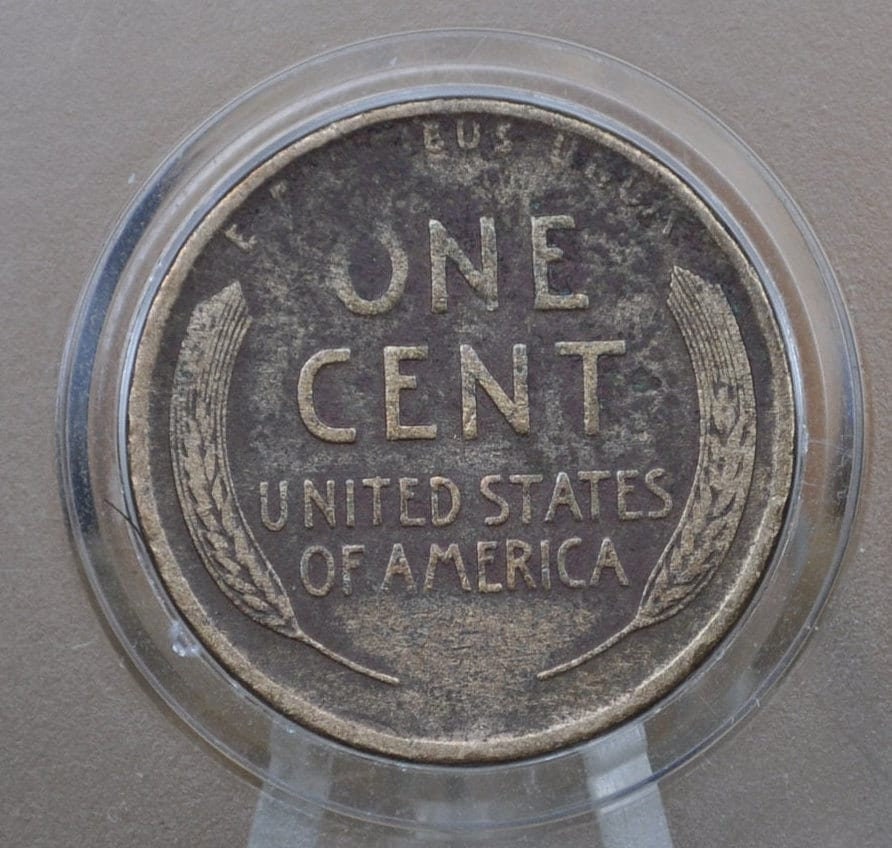 ONE
CENT
UNITED STATES
OF AMERICA